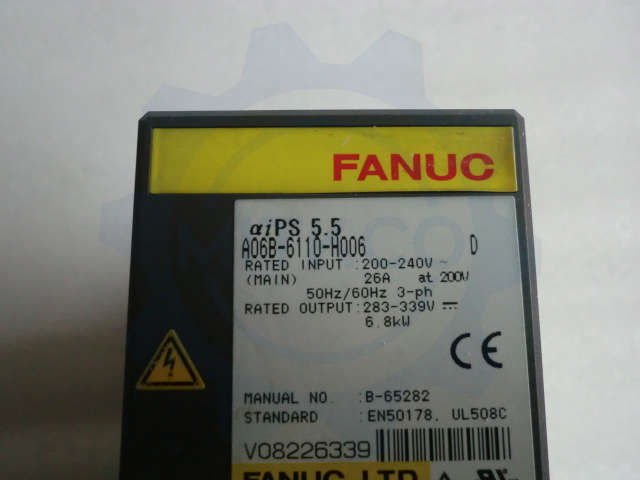 FANUC
αiPS 5.5
A06B-6110-H006 D
RATED INPUT :200-240V ~
(MAIN) 26A at 200V
50Hz/60Hz 3-ph
RATED OUTPUT:283-339V ⎓
6.8kW
CE
MANUAL NO. :B-65282
STANDARD :EN50178. UL508C
V08226339
FANUC LTD